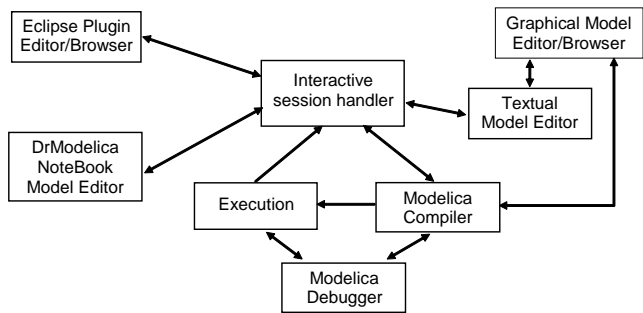 Eclipse Plugin
Editor/Browser
Graphical Model
Editor/Browser
Interactive
session handler
Textual
Model Editor
DrModelica
NoteBook
Model Editor
Execution
Modelica
Compiler
Modelica
Debugger